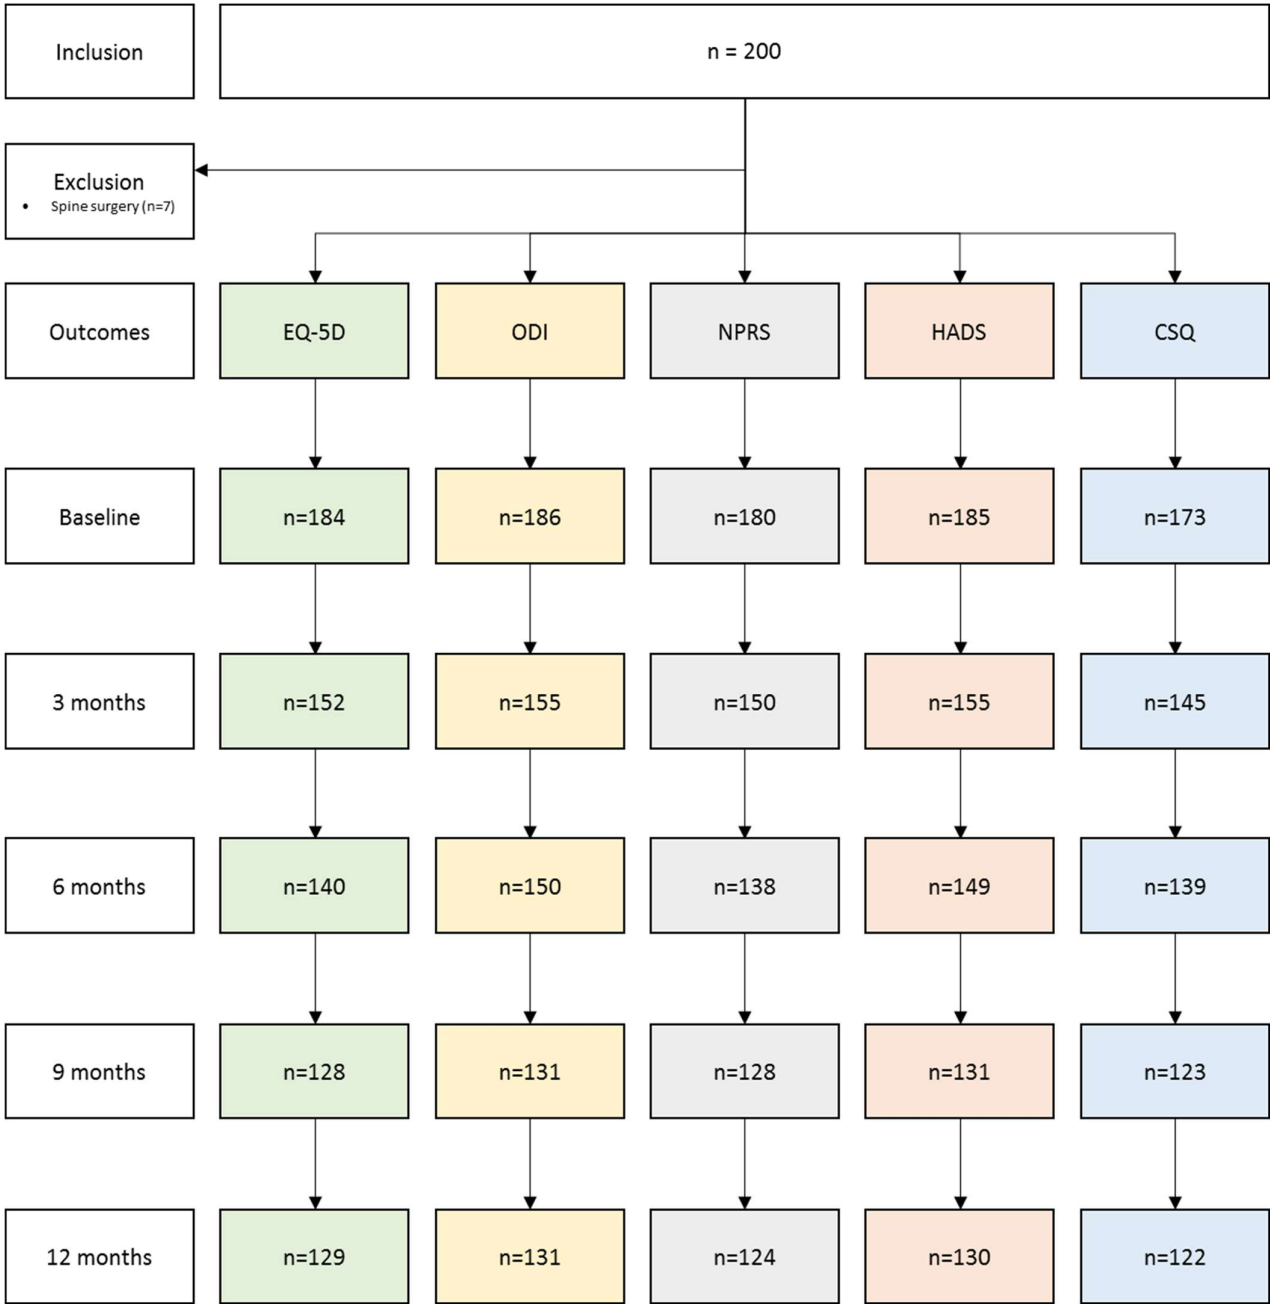 Inclusion
n = 200
Exclusion
• Spine surgery (n=7)
Outcomes
EQ-5D
ODI
NPRS
HADS
CSQ
Baseline
n=184
n=186
n=180
n=185
n=173
3 months
n=152
n=155
n=150
n=155
n=145
6 months
n=140
n=150
n=138
n=149
n=139
9 months
n=128
n=131
n=128
n=131
n=123
12 months
n=129
n=131
n=124
n=130
n=122